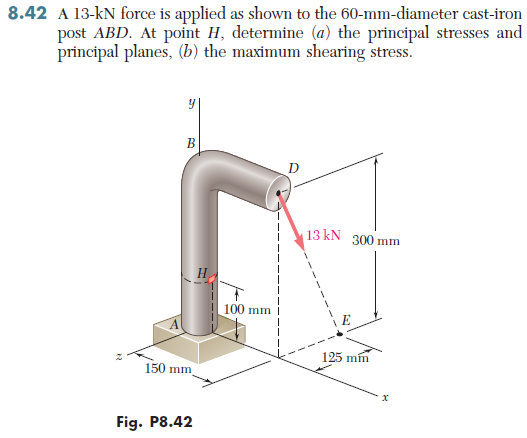 8.42 A 13-kN force is applied as shown to the 60-mm-diameter cast-iron
post ABD. At point H, determine (a) the principal stresses and
principal planes, (b) the maximum shearing stress.
y
B
D
13 kN
300 mm
H
100 mm
A
E
z
125 mm
150 mm
x
Fig. P8.42